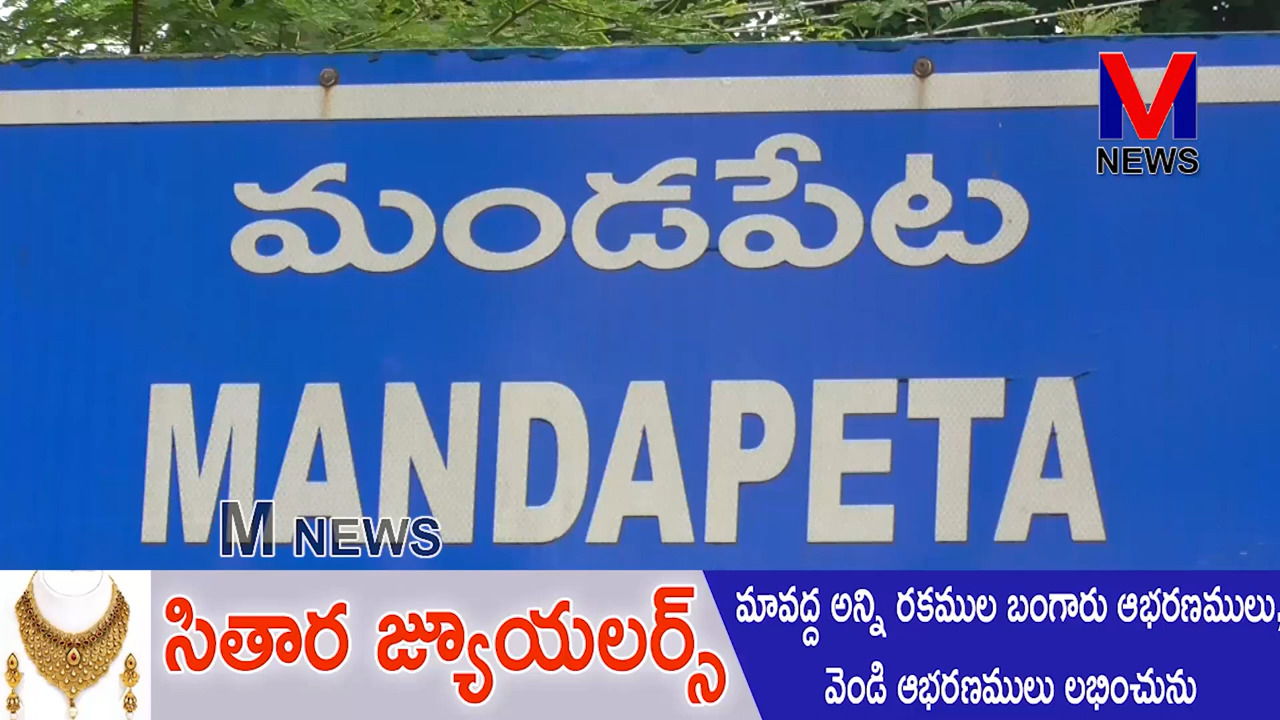 M
NEWS
మండపేట
MANDAPETA
M NEWS
సితార జ్యూయలర్స్
మావద్ద అన్ని రకముల బంగారు ఆభరణములు,
వెండి ఆభరణములు లభించును